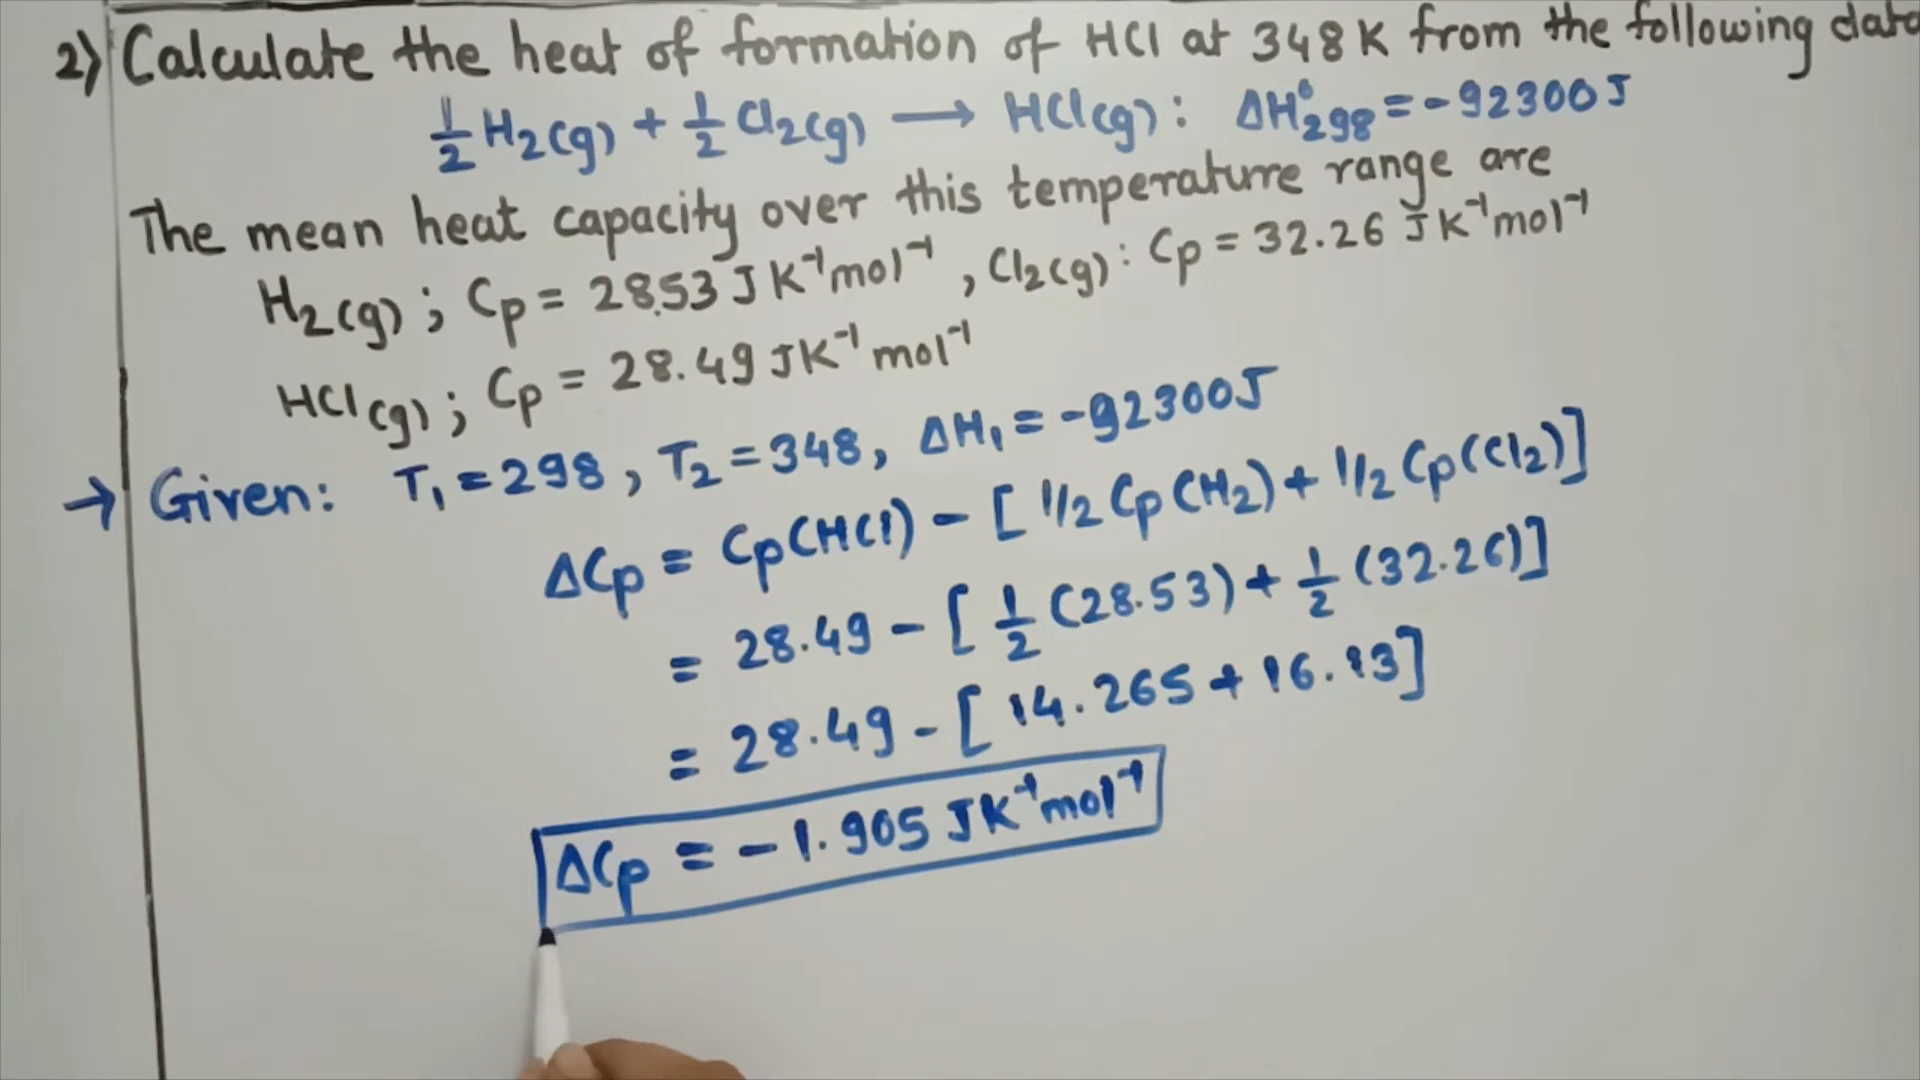 2) Calculate the heat of formation of HCl at 348 K from the following data
½ H₂(g) + ½ Cl₂(g) ⟶ HCl(g) : ΔH°₂₉₈ = -92300 J
The mean heat capacity over this temperature range are
H₂(g) ; Cp = 28.53 J K⁻¹ mol⁻¹ , Cl₂(g) : Cp = 32.26 J K⁻¹ mol⁻¹
HCl(g) ; Cp = 28.49 JK⁻¹ mol⁻¹
→ Given: T₁ = 298 , T₂ = 348, ΔH₁ = -92300J
ΔCp = Cp(HCl) - [ 1/2 Cp(H₂) + 1/2 Cp(Cl₂)]
= 28.49 - [ ½ (28.53) + ½ (32.26)]
= 28.49 - [ 14.265 + 16.13]
ΔCp = -1.905 JK⁻¹mol⁻¹